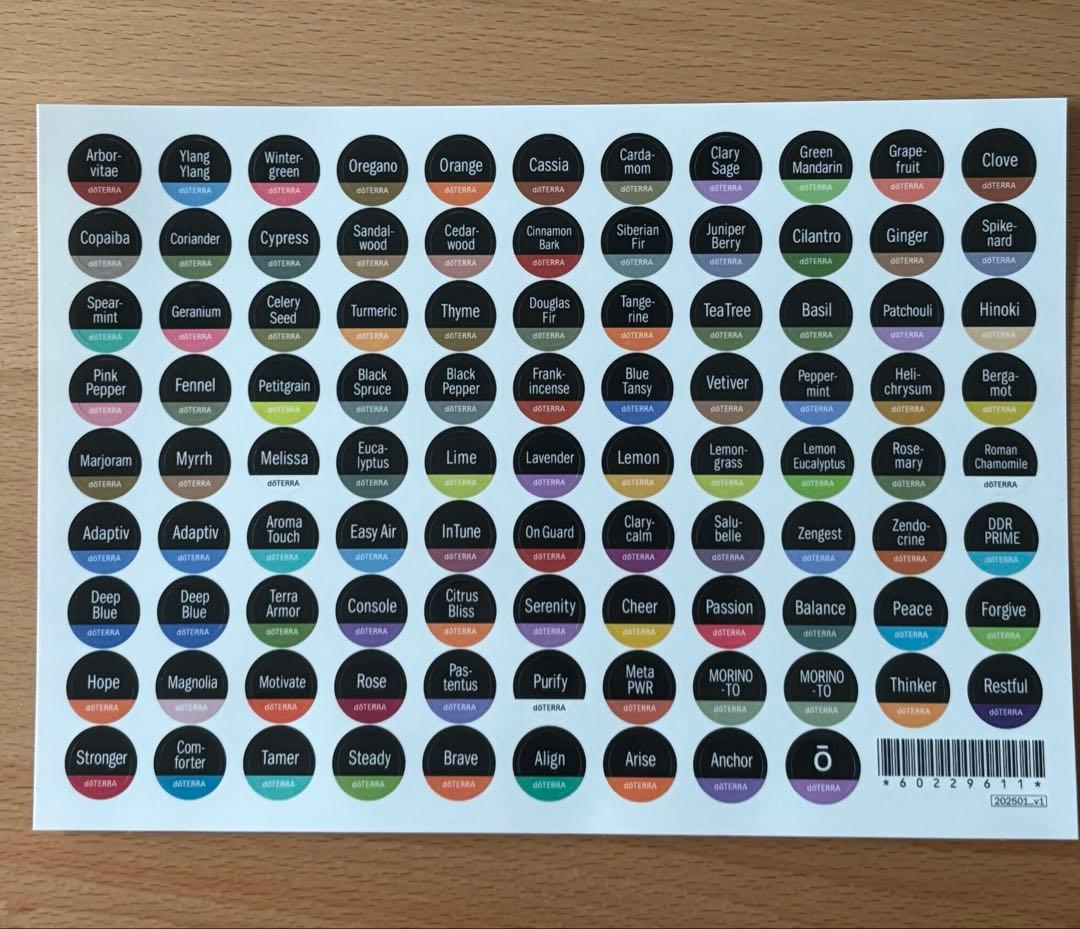 Arbor-
vitae
dōTERRA
Ylang
Ylang
dōTERRA
Winter-
green
dōTERRA
Oregano
dōTERRA
Orange
dōTERRA
Cassia
dōTERRA
Carda-
mom
dōTERRA
Clary
Sage
dōTERRA
Green
Mandarin
dōTERRA
Grape-
fruit
dōTERRA
Clove
dōTERRA
Copaiba
dōTERRA
Coriander
dōTERRA
Cypress
dōTERRA
Sandal-
wood
dōTERRA
Cedar-
wood
dōTERRA
Cinnamon
Bark
dōTERRA
Siberian
Fir
dōTERRA
Juniper
Berry
dōTERRA
Cilantro
dōTERRA
Ginger
dōTERRA
Spike-
nard
dōTERRA
Spear-
mint
dōTERRA
Geranium
dōTERRA
Celery
Seed
dōTERRA
Turmeric
dōTERRA
Thyme
dōTERRA
Douglas
Fir
dōTERRA
Tange-
rine
dōTERRA
Tea Tree
dōTERRA
Basil
dōTERRA
Patchouli
dōTERRA
Hinoki
dōTERRA
Pink
Pepper
dōTERRA
Fennel
dōTERRA
Petitgrain
dōTERRA
Black
Spruce
dōTERRA
Black
Pepper
dōTERRA
Frank-
incense
dōTERRA
Blue
Tansy
dōTERRA
Vetiver
dōTERRA
Pepper-
mint
dōTERRA
Heli-
chrysum
dōTERRA
Berga-
mot
dōTERRA
Marjoram
dōTERRA
Myrrh
dōTERRA
Melissa
dōTERRA
Euca-
lyptus
dōTERRA
Lime
dōTERRA
Lavender
dōTERRA
Lemon
dōTERRA
Lemon-
grass
dōTERRA
Lemon
Eucalyptus
dōTERRA
Rose-
mary
dōTERRA
Roman
Chamomile
dōTERRA
Adaptiv
dōTERRA
Adaptiv
dōTERRA
Aroma
Touch
dōTERRA
Easy Air
dōTERRA
InTune
dōTERRA
On Guard
dōTERRA
Clary-
calm
dōTERRA
Salu-
belle
dōTERRA
Zengest
dōTERRA
Zendo-
crine
dōTERRA
DDR
PRIME
dōTERRA
Deep
Blue
dōTERRA
Deep
Blue
dōTERRA
Terra
Armor
dōTERRA
Console
dōTERRA
Citrus
Bliss
dōTERRA
Serenity
dōTERRA
Cheer
dōTERRA
Passion
dōTERRA
Balance
dōTERRA
Peace
dōTERRA
Forgive
dōTERRA
Hope
dōTERRA
Magnolia
dōTERRA
Motivate
dōTERRA
Rose
dōTERRA
Pas-
tentus
dōTERRA
Purify
dōTERRA
Meta
PWR
dōTERRA
MORINO
-TO
dōTERRA
MORINO
-TO
dōTERRA
Thinker
dōTERRA
Restful
dōTERRA
Stronger
dōTERRA
Com-
forter
dōTERRA
Tamer
dōTERRA
Steady
dōTERRA
Brave
dōTERRA
Align
dōTERRA
Arise
dōTERRA
Anchor
dōTERRA
ō
dōTERRA
*60229611*
202501_v1